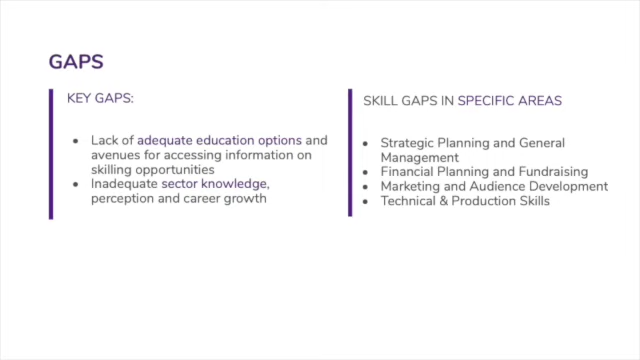 GAPS
KEY GAPS:
• Lack of adequate education options and
avenues for accessing information on
skilling opportunities
• Inadequate sector knowledge,
perception and career growth
SKILL GAPS IN SPECIFIC AREAS
• Strategic Planning and General
Management
• Financial Planning and Fundraising
• Marketing and Audience Development
• Technical & Production Skills